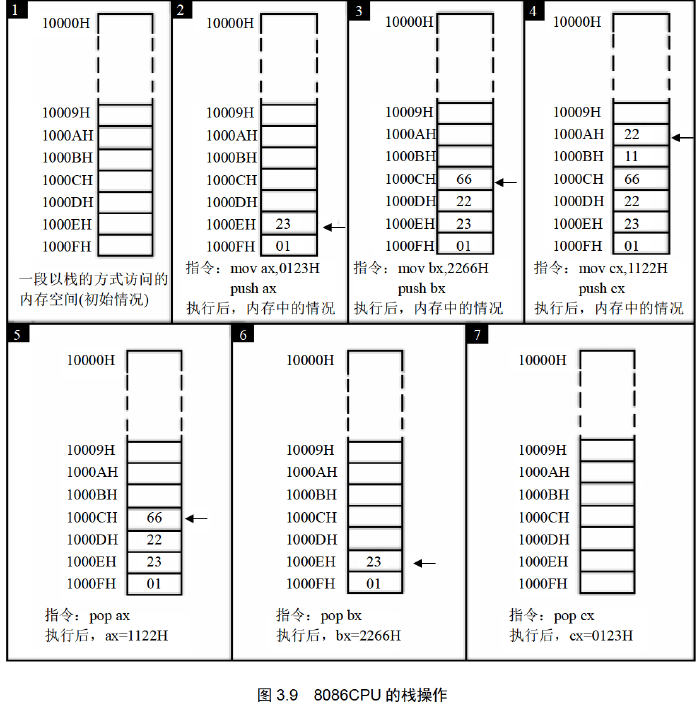 1
10000H
10009H
1000AH
1000BH
1000CH
1000DH
1000EH
1000FH
一段以栈的方式访问的
内存空间(初始情况)
2
10000H
10009H
1000AH
1000BH
1000CH
1000DH
1000EH 23
1000FH 01
指令：mov ax,0123H
push ax
执行后，内存中的情况
3
10000H
10009H
1000AH
1000BH
1000CH 66
1000DH 22
1000EH 23
1000FH 01
指令：mov bx,2266H
push bx
执行后，内存中的情况
4
10000H
10009H
1000AH 22
1000BH 11
1000CH 66
1000DH 22
1000EH 23
1000FH 01
指令：mov cx,1122H
push cx
执行后，内存中的情况
5
10000H
10009H
1000AH
1000BH
1000CH 66
1000DH 22
1000EH 23
1000FH 01
指令：pop ax
执行后，ax=1122H
6
10000H
10009H
1000AH
1000BH
1000CH
1000DH
1000EH 23
1000FH 01
指令：pop bx
执行后，bx=2266H
7
10000H
10009H
1000AH
1000BH
1000CH
1000DH
1000EH
1000FH
指令：pop cx
执行后，cx=0123H
图 3.9 8086CPU 的栈操作